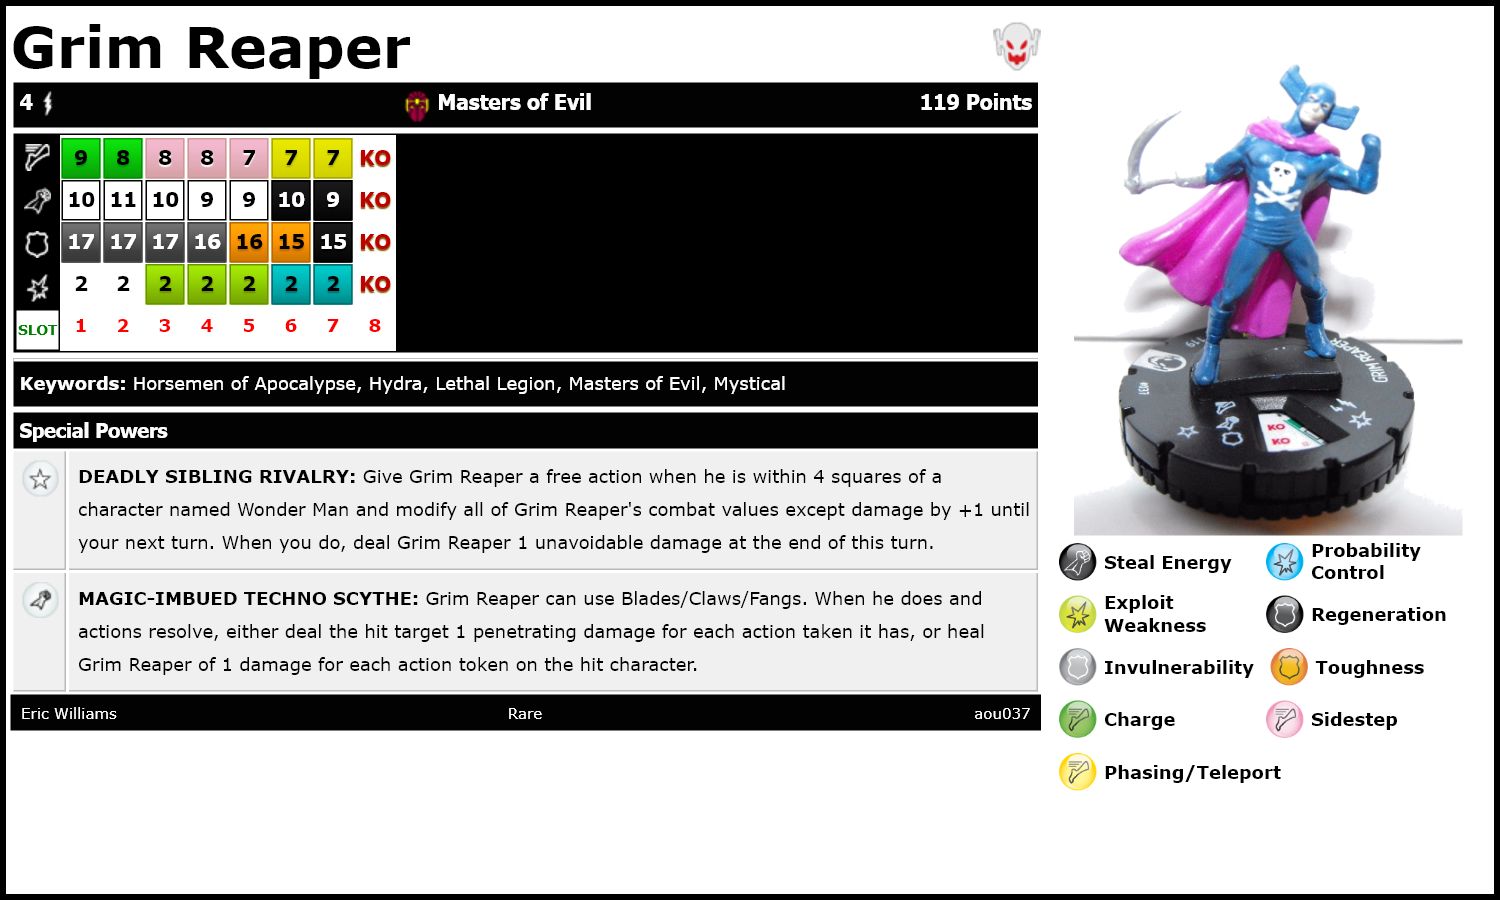 Grim Reaper
4 Masters of Evil 119 Points
9 8 8 8 7 7 7 KO
10 11 10 9 9 10 9 KO
17 17 17 16 16 15 15 KO
2 2 2 2 2 2 2 KO
SLOT 1 2 3 4 5 6 7 8
Keywords: Horsemen of Apocalypse, Hydra, Lethal Legion, Masters of Evil, Mystical
Special Powers
DEADLY SIBLING RIVALRY: Give Grim Reaper a free action when he is within 4 squares of a
character named Wonder Man and modify all of Grim Reaper's combat values except damage by +1 until
your next turn. When you do, deal Grim Reaper 1 unavoidable damage at the end of this turn.
MAGIC-IMBUED TECHNO SCYTHE: Grim Reaper can use Blades/Claws/Fangs. When he does and
actions resolve, either deal the hit target 1 penetrating damage for each action taken it has, or heal
Grim Reaper of 1 damage for each action token on the hit character.
Eric Williams Rare aou037
119
GRIM REAPER
037
4
KO
KO
Steal Energy
Probability
Control
Exploit
Weakness
Regeneration
Invulnerability
Toughness
Charge
Sidestep
Phasing/Teleport